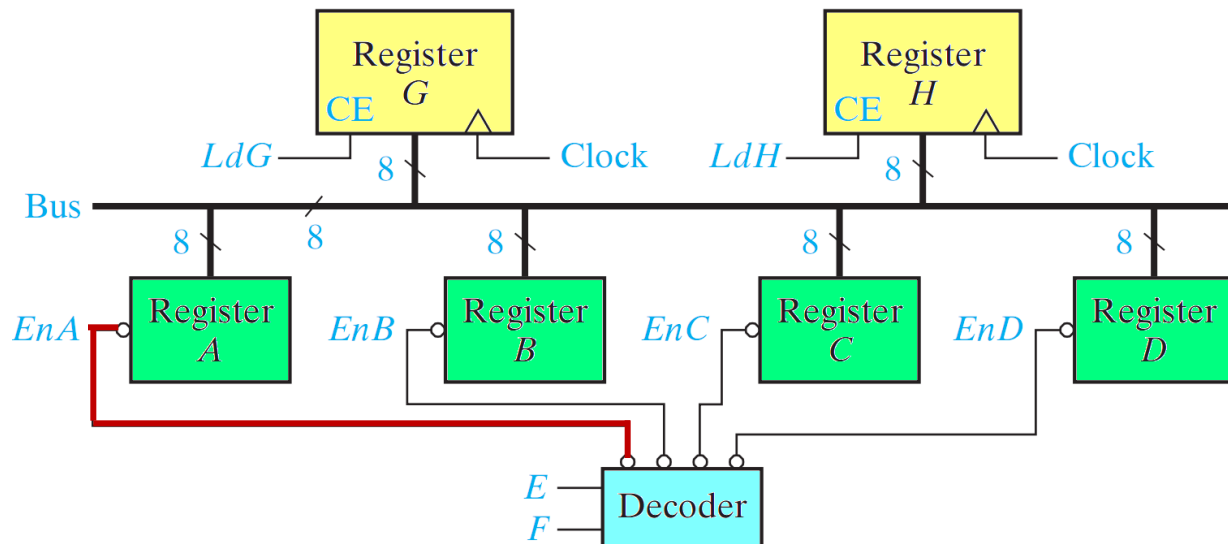 Register
G
CE
LdG
8
Clock
Register
H
CE
LdH
8
Clock
Bus
8
8
8
8
8
EnA
Register
A
EnB
Register
B
EnC
Register
C
EnD
Register
D
E
F
Decoder